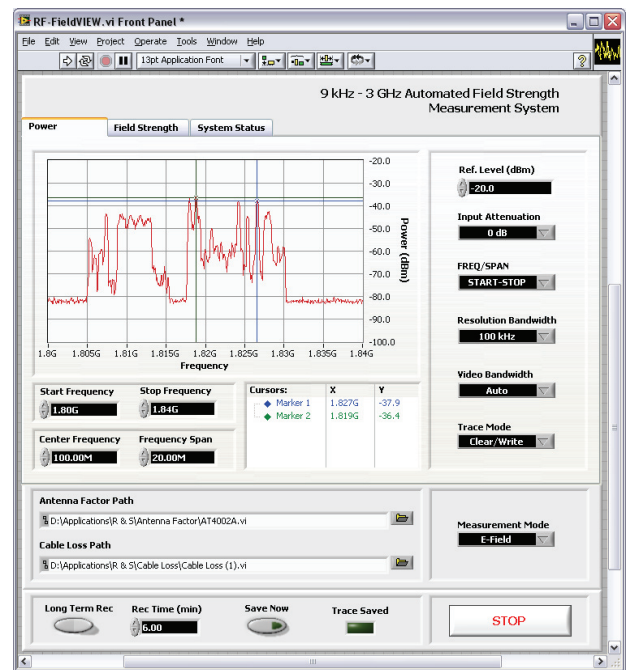 RF-FieldVIEW.vi Front Panel *
File Edit View Project Operate Tools Window Help
13pt Application Font
9 kHz - 3 GHz Automated Field Strength
Measurement System
Power Field Strength System Status
-20.0
-30.0
-40.0
-50.0
-60.0
-70.0
-80.0
-90.0
-100.0
Power (dBm)
1.8G 1.805G 1.81G 1.815G 1.82G 1.825G 1.83G 1.835G 1.84G
Frequency
Ref. Level (dBm)
-20.0
Input Attenuation
0 dB
FREQ/SPAN
START-STOP
Resolution Bandwidth
100 kHz
Video Bandwidth
Auto
Trace Mode
Clear/Write
Start Frequency Stop Frequency
1.80G 1.84G
Center Frequency Frequency Span
100.00M 20.00M
Cursors: X Y
Marker 1 1.827G -37.9
Marker 2 1.819G -36.4
Antenna Factor Path
D:\Applications\R & S\Antenna Factor\AT4002A.vi
Cable Loss Path
D:\Applications\R & S\Cable Loss\Cable Loss (1).vi
Measurement Mode
E-Field
Long Term Rec Rec Time (min) Save Now Trace Saved
6.00
STOP